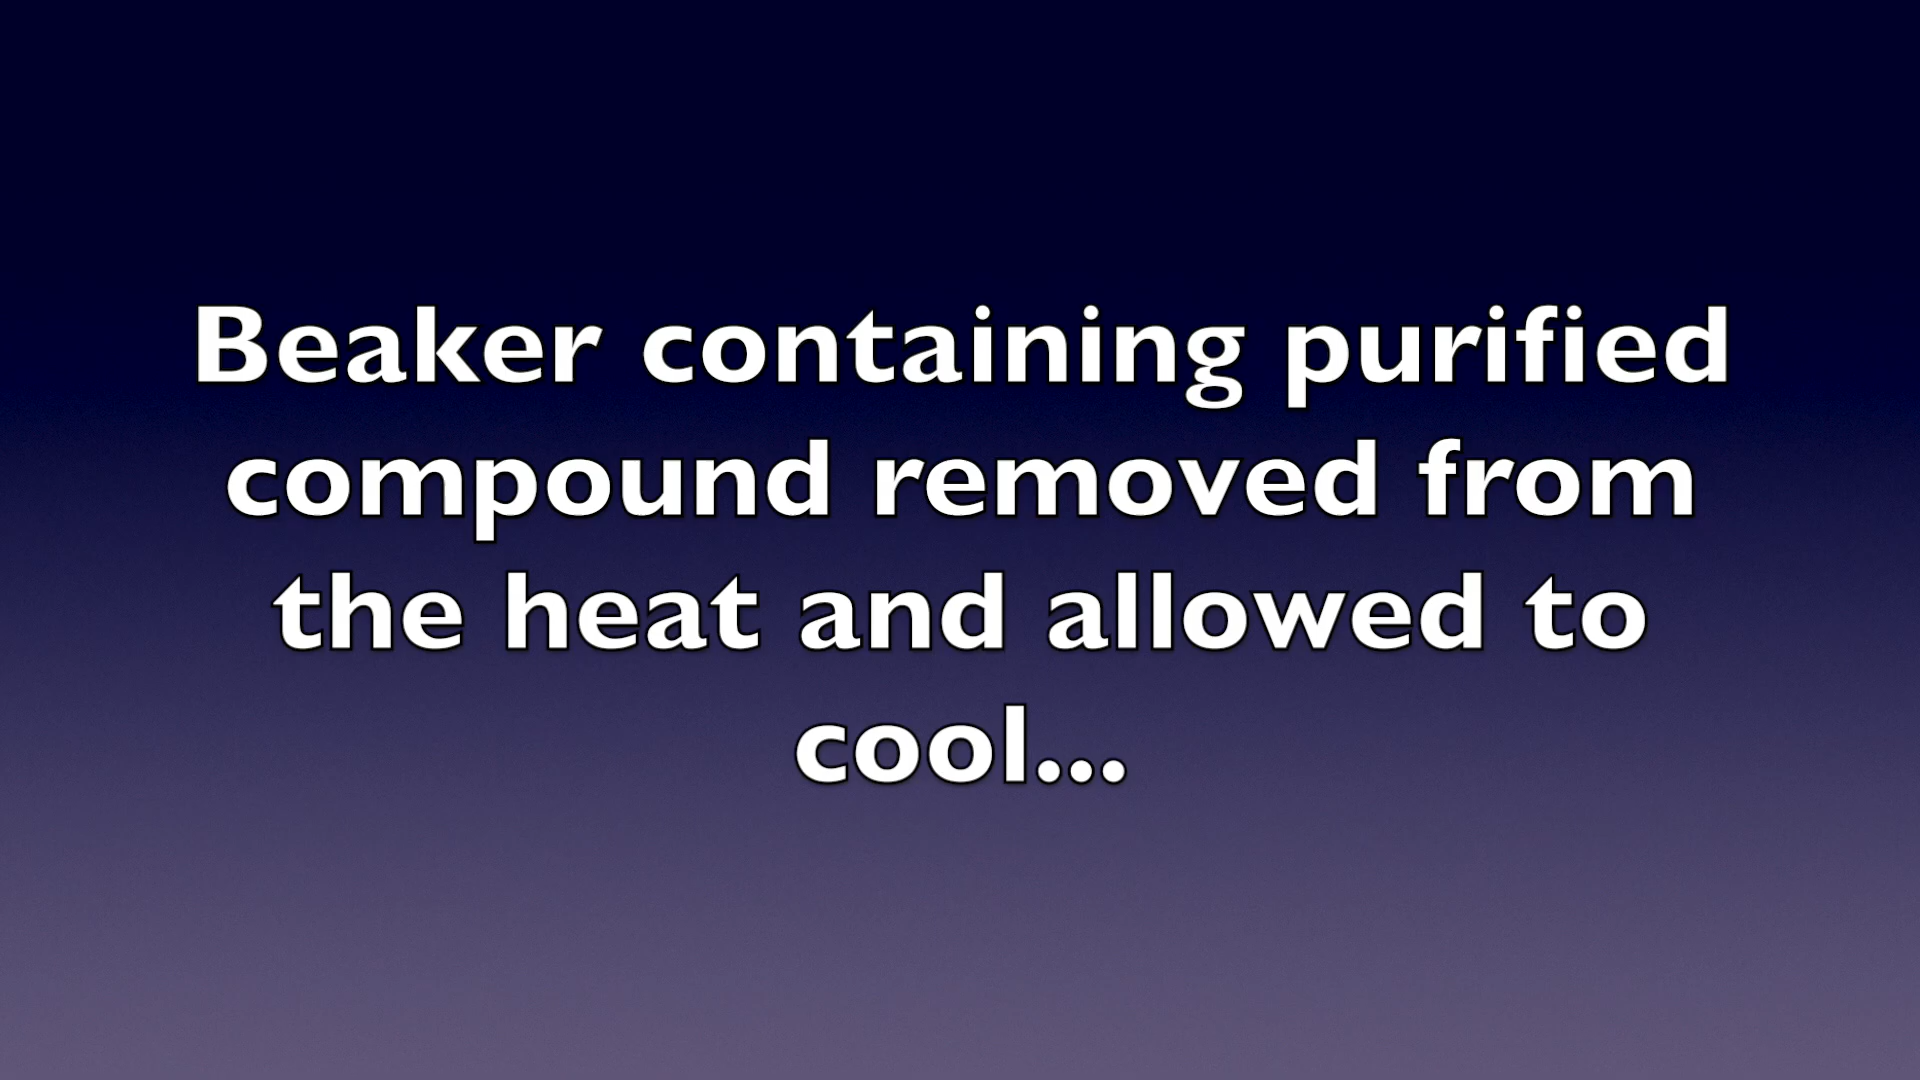 Beaker containing purified
compound removed from
the heat and allowed to
cool...